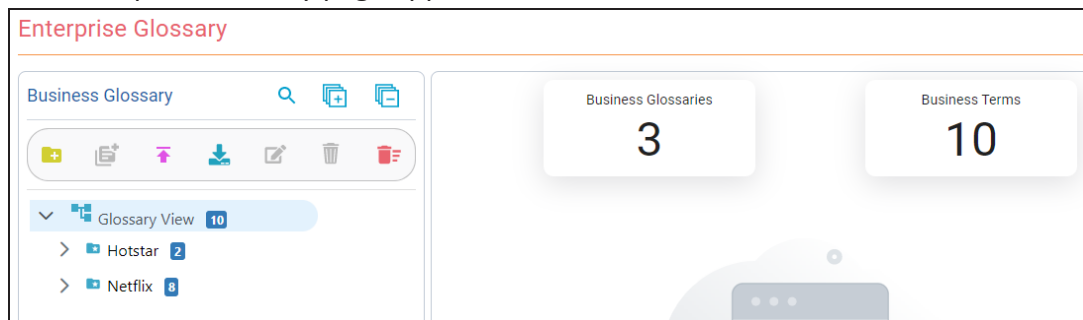 Enterprise Glossary
Business Glossary
Glossary View 10
Hotstar 2
Netflix 8
Business Glossaries
3
Business Terms
10